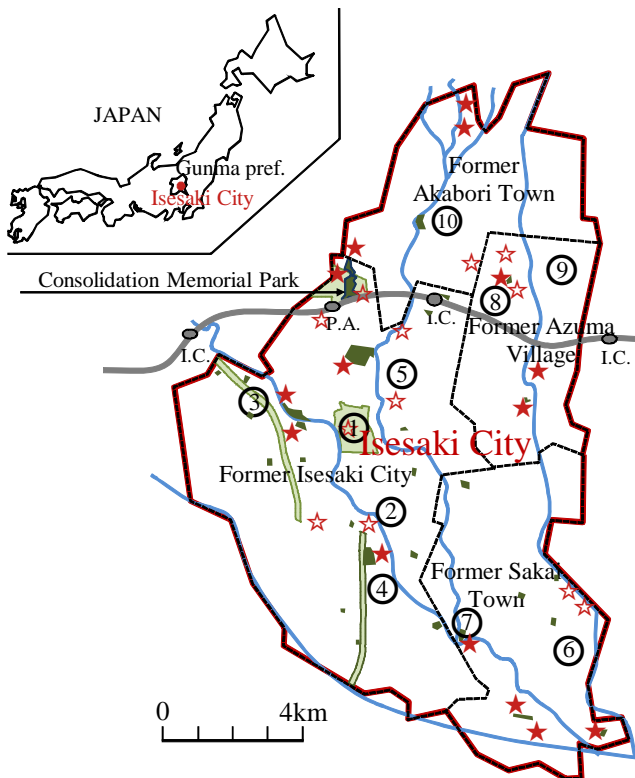 JAPAN
Gunma pref.
Isesaki City
Former
Akabori Town
10
9
Consolidation Memorial Park
8
P.A.
I.C.
Former Azuma
Village
I.C.
I.C.
5
3
1
Isesaki City
Former Isesaki City
2
Former Sakai
Town
4
7
6
0
4km